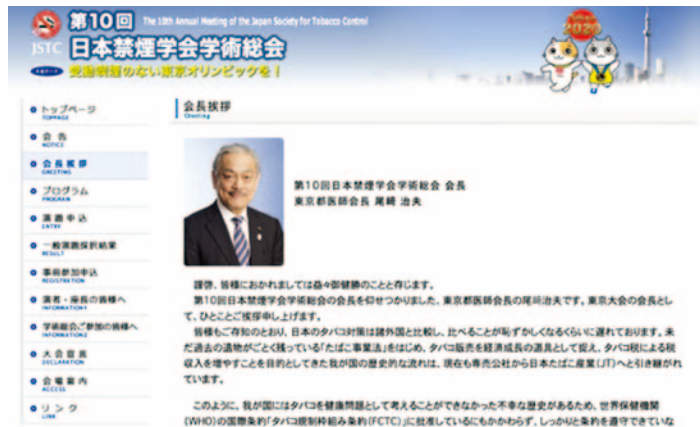 第10回 The 10th Annual Meeting of the Japan Society for Tobacco Control
JSTC 日本禁煙学会学術総会
受動喫煙のない東京オリンピックを！
2020
トップページ
TOPPAGE
会 告
NOTICE
会長挨拶
GREETING
プログラム
PROGRAM
演題申込
ENTRY
一般演題採択結果
RESULT
事前参加申込
REGISTRATION
演者・座長の皆様へ
INFORMATION1
学術総会ご参加の皆様へ
INFORMATION2
大会宣言
DECLARATION
会場案内
ACCESS
リンク
LINK
会長挨拶
Greeting
第10回日本禁煙学会学術総会 会長
東京都医師会長 尾﨑 治夫
謹啓、皆様におかれましては益々御健勝のことと存じます。
第10回日本禁煙学会学術総会の会長を仰せつかりました、東京都医師会長の尾﨑治夫です。東京大会の会長とし
て、ひとことご挨拶申し上げます。
皆様もご存知のとおり、日本のタバコ対策は諸外国と比較し、比べることが恥ずかしくなるくらいに遅れております。未
だ過去の遺物がごとく残っている「たばこ事業法」をはじめ、タバコ販売を経済成長の道具として捉え、タバコ税による税
収入を増やすことを目的としてきた我が国の歴史的な流れは、現在も専売公社から日本たばこ産業(JT)へと引き継がれ
ています。
このように、我が国にはタバコを健康問題として考えることができなかった不幸な歴史があるため、世界保健機関
(WHO)の国際条約「タバコ規制枠組み条約(FCTC)」に批准しているにもかかわらず、しっかりと条約を遵守できていな